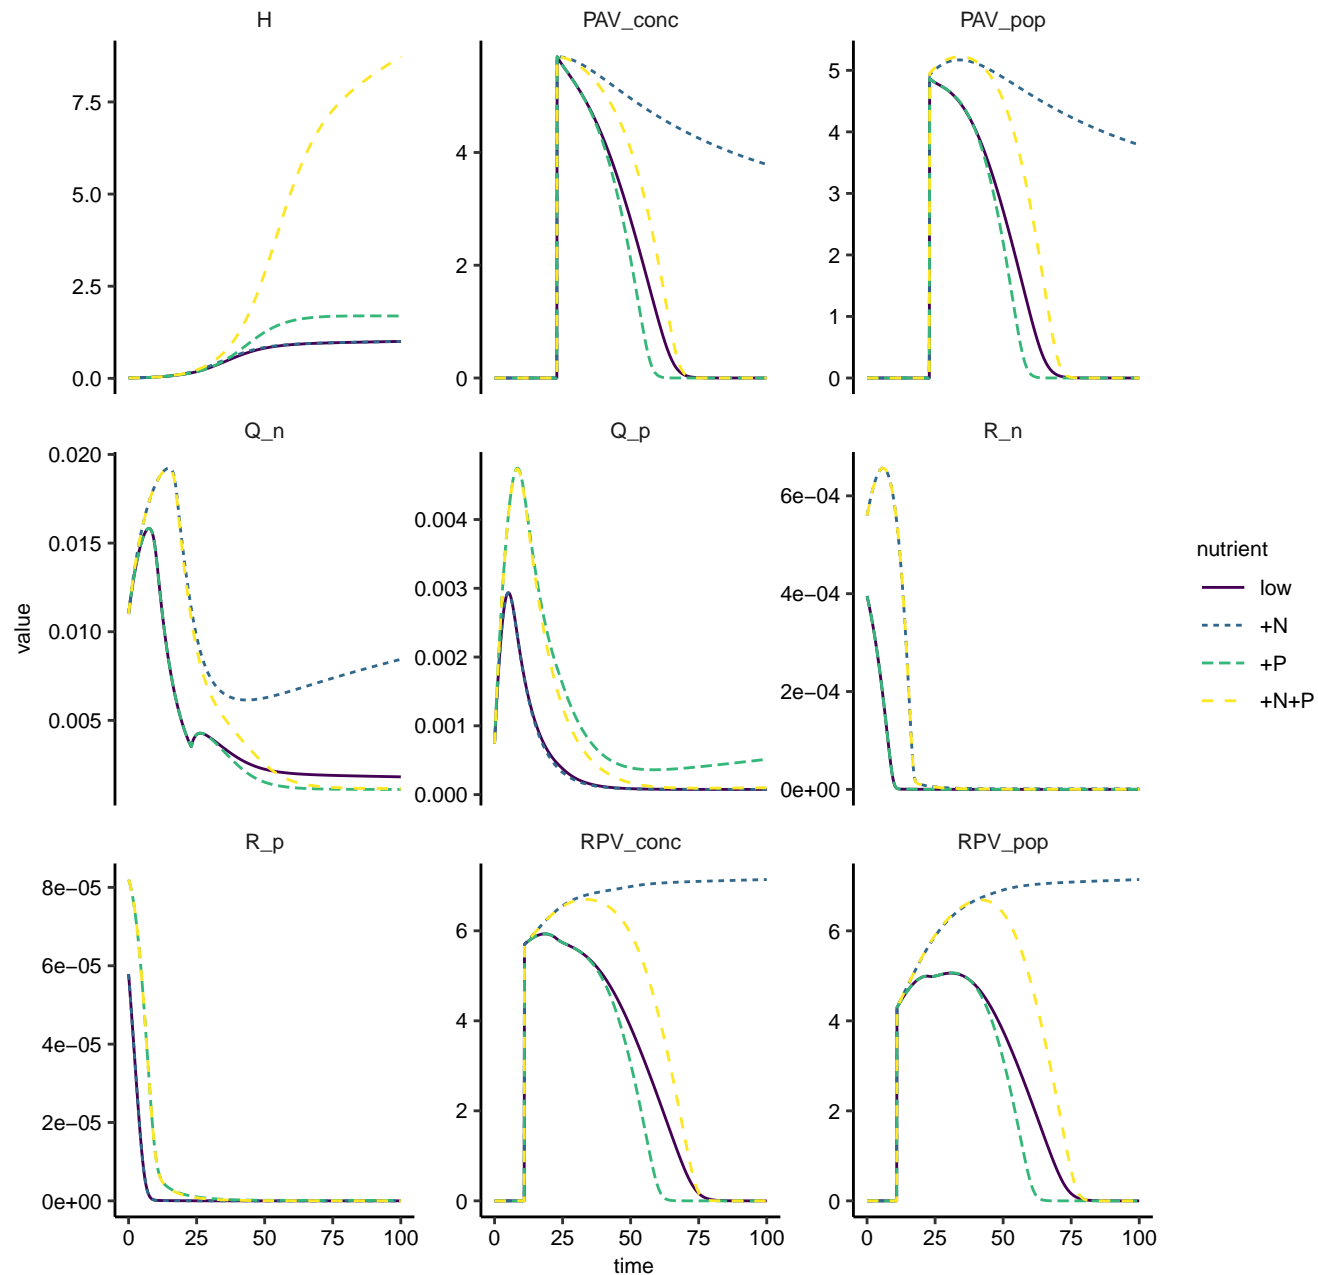 H
PAV_conc
PAV_pop
7.5
5.0
2.5
0.0
4
2
0
5
4
3
2
1
0
Q_n
Q_p
R_n
0.020
0.015
0.010
0.005
0.004
0.003
0.002
0.001
0.000
6e−04
4e−04
2e−04
0e+00
R_p
RPV_conc
RPV_pop
8e−05
6e−05
4e−05
2e−05
0e+00
6
4
2
0
6
4
2
0
0 25 50 75 100
0 25 50 75 100
0 25 50 75 100
time
value
nutrient
low
+N
+P
+N+P